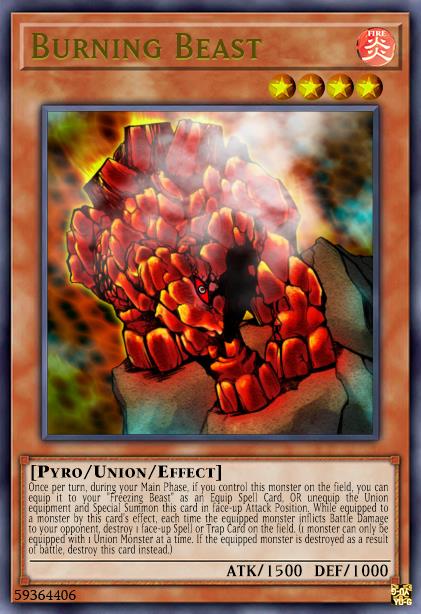 Burning Beast
FIRE
炎
[Pyro/Union/Effect]
Once per turn, during your Main Phase, if you control this monster on the field, you can
equip it to your "Freezing Beast" as an Equip Spell Card, OR unequip the Union
equipment and Special Summon this card in face-up Attack Position. While equipped to
a monster by this card's effect, each time the equipped monster inflicts Battle Damage
to your opponent, destroy 1 face-up Spell or Trap Card on the field. (1 monster can only be
equipped with 1 Union Monster at a time. If the equipped monster is destroyed as a result
of battle, destroy this card instead.)
ATK/1500 DEF/1000
59364406